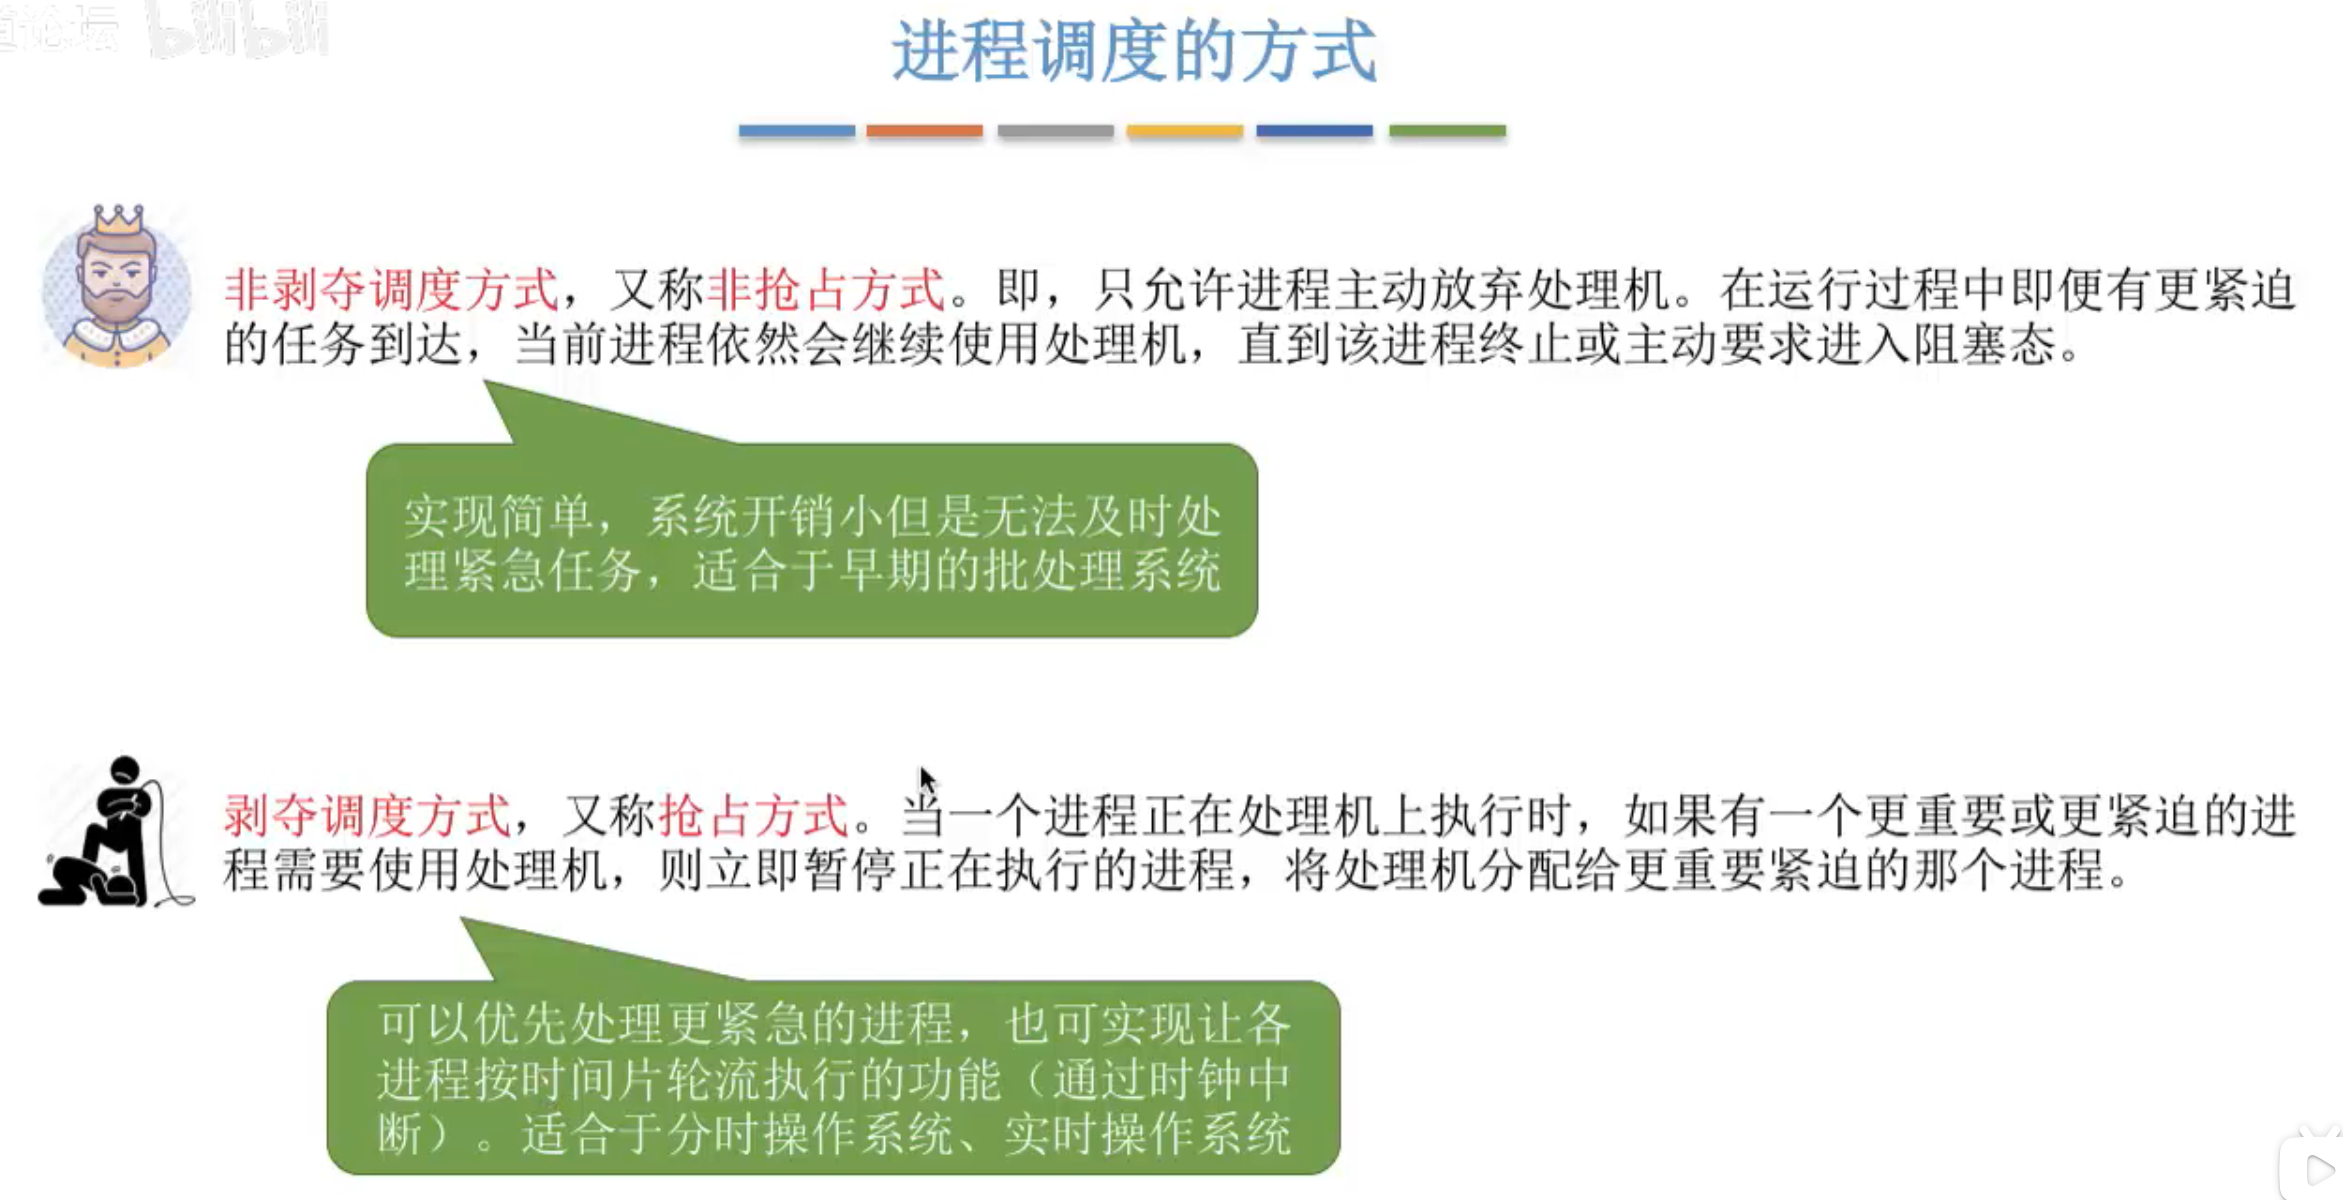 道论坛 bilibili
进程调度的方式
非剥夺调度方式，又称非抢占方式。即，只允许进程主动放弃处理机。在运行过程中即便有更紧迫
的任务到达，当前进程依然会继续使用处理机，直到该进程终止或主动要求进入阻塞态。
实现简单，系统开销小但是无法及时处
理紧急任务，适合于早期的批处理系统
剥夺调度方式，又称抢占方式。当一个进程正在处理机上执行时，如果有一个更重要或更紧迫的进
程需要使用处理机，则立即暂停正在执行的进程，将处理机分配给更重要紧迫的那个进程。
可以优先处理更紧急的进程，也可实现让各
进程按时间片轮流执行的功能（通过时钟中
断）。适合于分时操作系统、实时操作系统